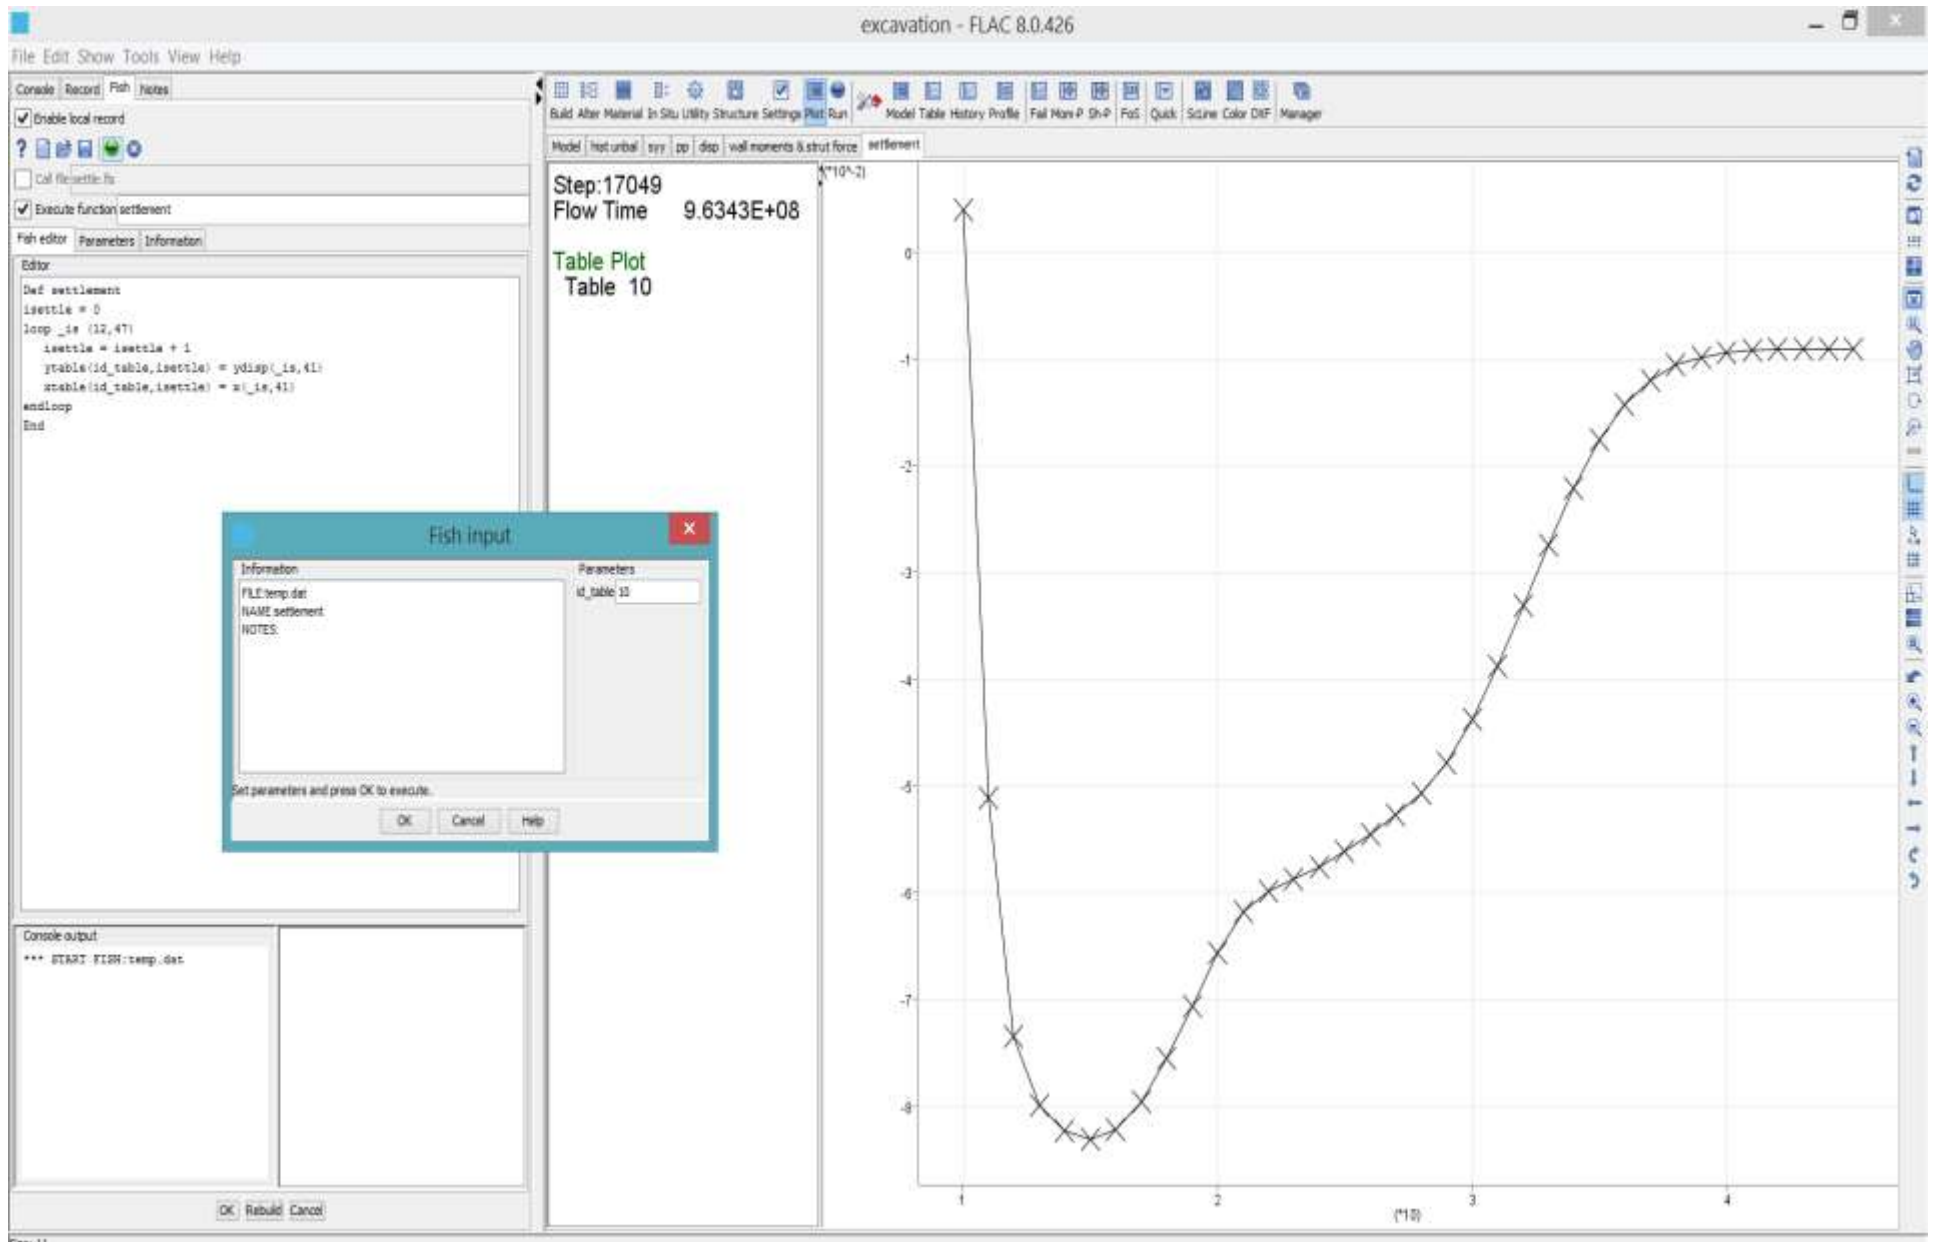 excavation - FLAC 8.0.426
File Edit Show Tools View Help
Console Record Fish Notes
Enable local record
?
Call file settle.fis
Execute function settlement
Fish editor Parameters Information
Editor
Def settlement
isettle = 0
loop _is (12,47)
isettle = isettle + 1
ytable(id_table,isettle) = ydisp(_is,41)
xtable(id_table,isettle) = x(_is,41)
endloop
End
Fish input
Information
FILE:temp.dat
NAME:settlement
NOTES:
Parameters
id_table 10
Set parameters and press OK to execute.
OK Cancel Help
Console output
*** START FISH:temp.dat
OK Rebuild Cancel
Build Alter Material In Situ Utility Structure Settings Plot Run Model Table History Profile Fail Mom-P Sh-P FoS Quick ScLine Color DXF Manager
Model hist unbal syy pp disp wall moments & strut force settlement
Step:17049
Flow Time 9.6343E+08
Table Plot
Table 10
(*10^-2)
0
-1
-2
-3
-4
-5
-6
-7
-8
1 2 3 4
(*10)